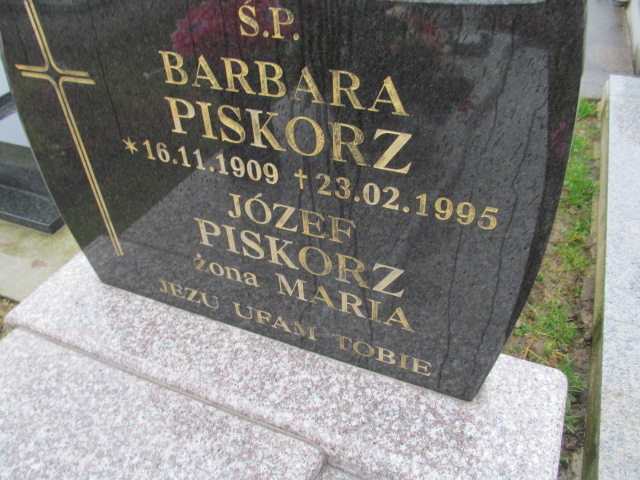 Ś.P.
BARBARA
PISKORZ
*16.11.1909 †23.02.1995
JÓZEF
PISKORZ
żona MARIA
JEZU UFAM TOBIE